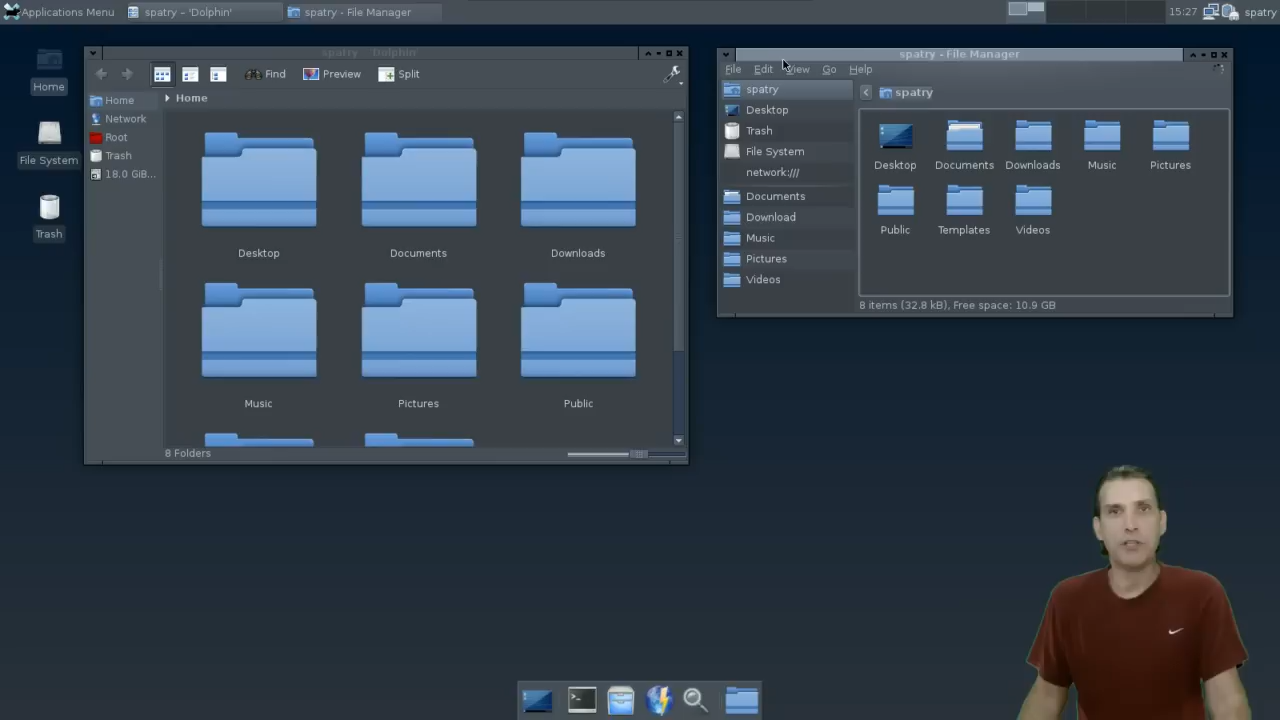 Applications Menu
spatry – 'Dolphin'
spatry - File Manager
15:27
spatry
Home
File System
Trash
spatry Dolphin
Find
Preview
Split
Home
Network
Root
Trash
18.0 GiB...
Home
Desktop
Documents
Downloads
Music
Pictures
Public
8 Folders
spatry - File Manager
File
Edit
View
Go
Help
spatry
Desktop
Trash
File System
network:///
Documents
Download
Music
Pictures
Videos
spatry
Desktop
Documents
Downloads
Music
Pictures
Public
Templates
Videos
8 items (32.8 kB), Free space: 10.9 GB